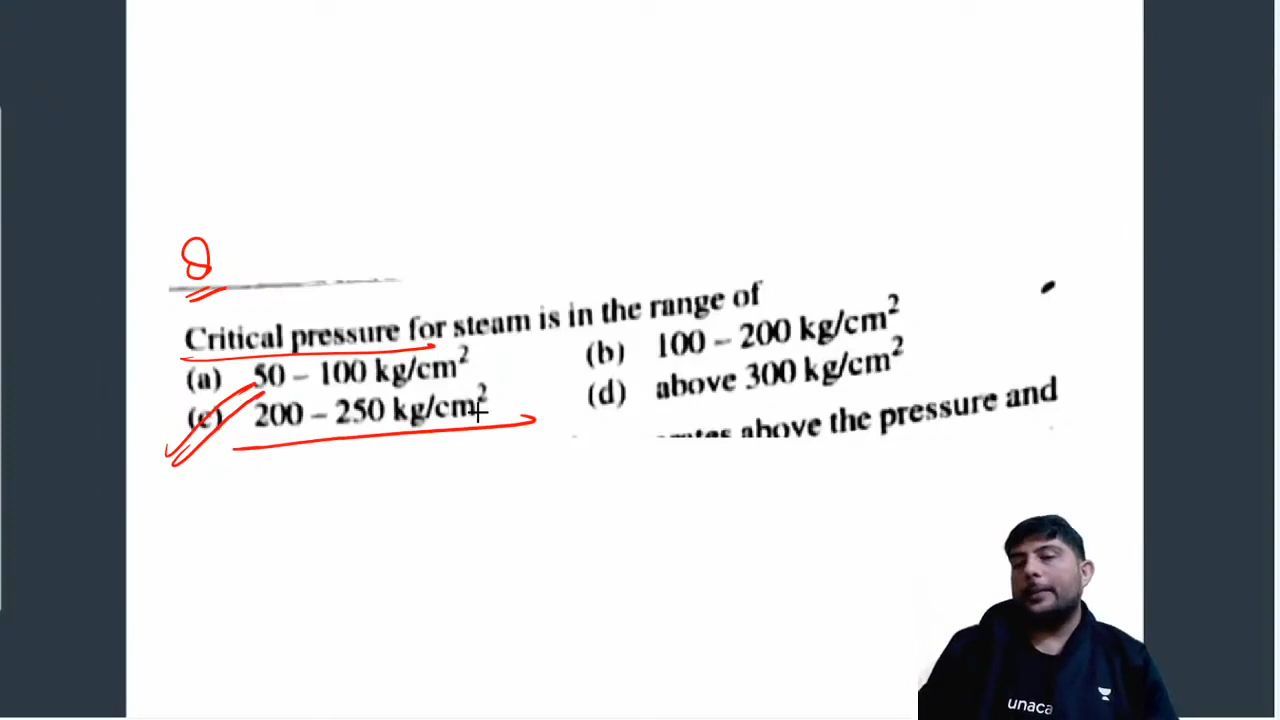 8
Critical pressure for steam is in the range of
(a) 50 – 100 kg/cm² (b) 100 – 200 kg/cm²
(c) 200 – 250 kg/cm² (d) above 300 kg/cm²
above the pressure and
unaca